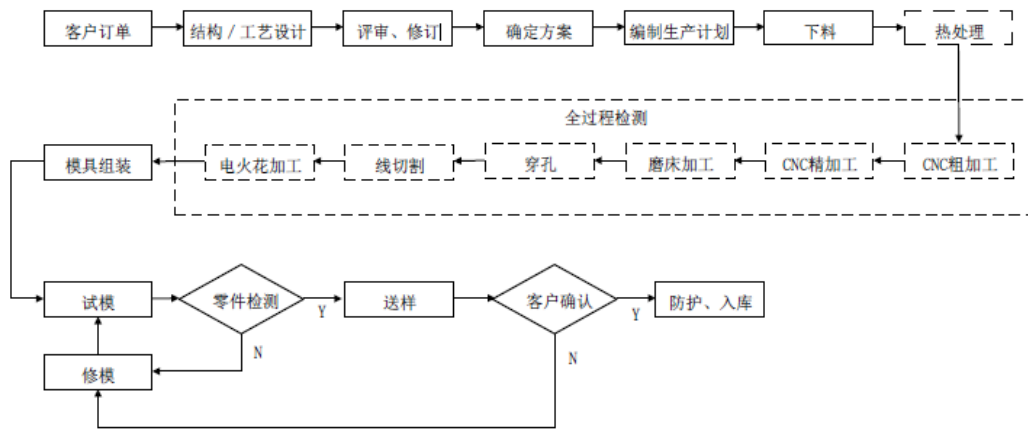 客户订单
结构/工艺设计
评审、修订
确定方案
编制生产计划
下料
热处理
全过程检测
模具组装
电火花加工
线切割
穿孔
磨床加工
CNC精加工
CNC粗加工
试模
零件检测
Y
送样
客户确认
Y
防护、入库
修模
N
N